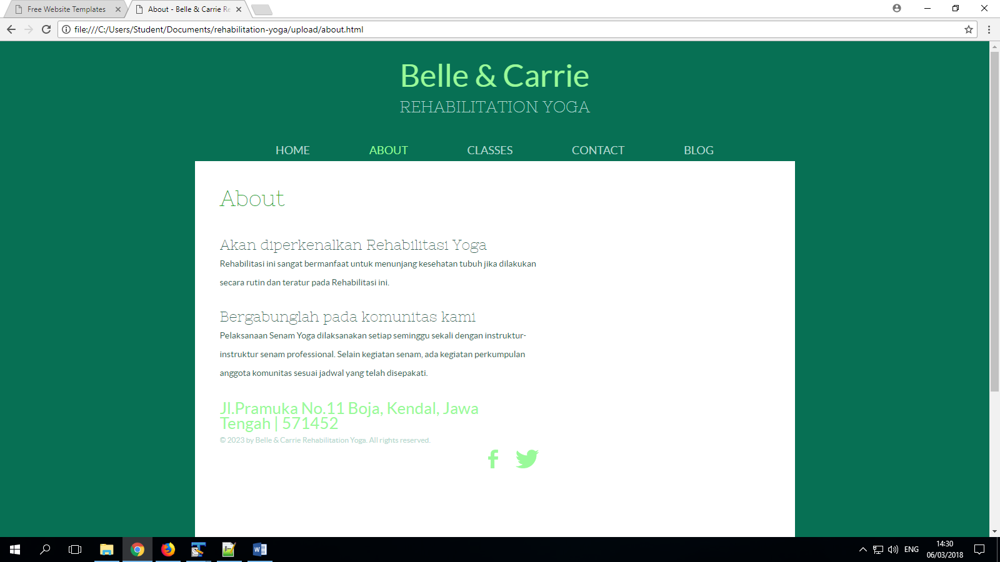 Free Website Templates
About - Belle & Carrie Re
file:///C:/Users/Student/Documents/rehabilitation-yoga/upload/about.html
Belle & Carrie
REHABILITATION YOGA
HOME ABOUT CLASSES CONTACT BLOG
About
Akan diperkenalkan Rehabilitasi Yoga
Rehabilitasi ini sangat bermanfaat untuk menunjang kesehatan tubuh jika dilakukan
secara rutin dan teratur pada Rehabilitasi ini.
Bergabunglah pada komunitas kami
Pelaksanaan Senam Yoga dilaksanakan setiap seminggu sekali dengan instruktur-
instruktur senam professional. Selain kegiatan senam, ada kegiatan perkumpulan
anggota komunitas sesuai jadwal yang telah disepakati.
Jl.Pramuka No.11 Boja, Kendal, Jawa
Tengah | 571452
© 2023 by Belle & Carrie Rehabilitation Yoga. All rights reserved.
ENG
14:30
06/03/2018